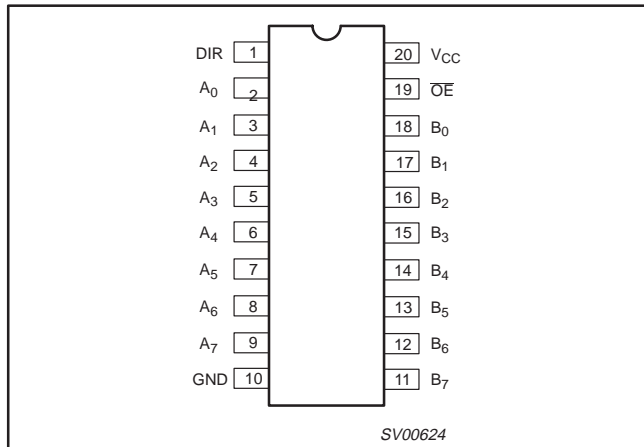 DIR 1 20 VCC
A0 2 19 OE
A1 3 18 B0
A2 4 17 B1
A3 5 16 B2
A4 6 15 B3
A5 7 14 B4
A6 8 13 B5
A7 9 12 B6
GND 10 11 B7
SV00624